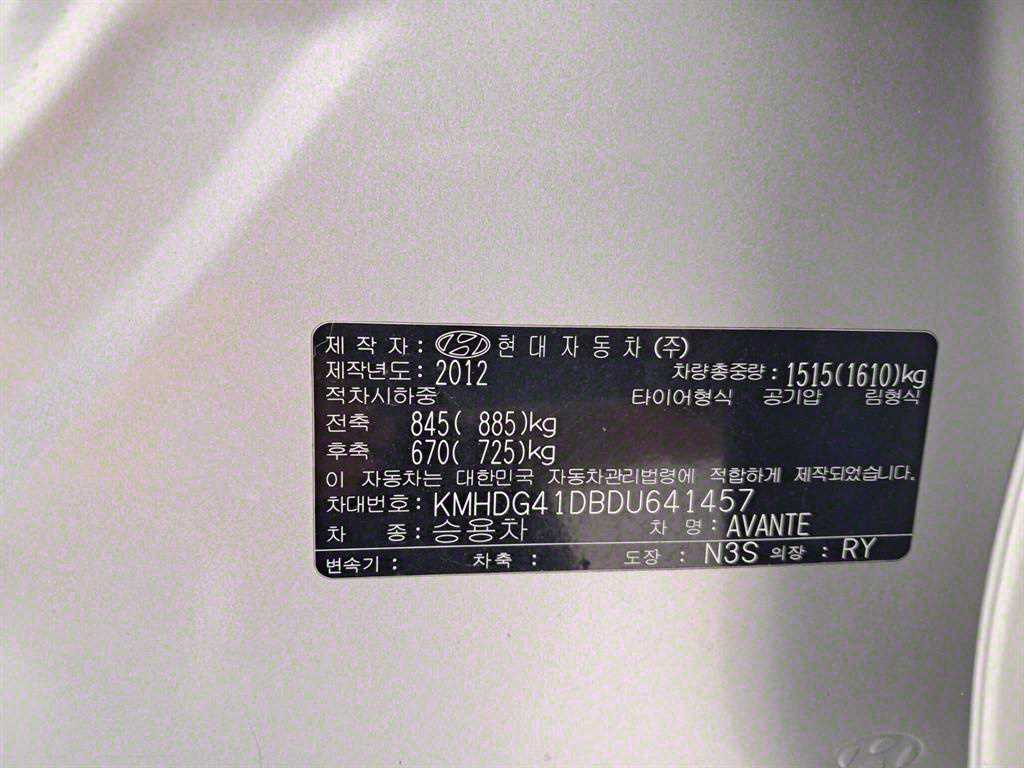 제 작 자 : 현대자동차(주)
제작년도 : 2012 차량총중량 : 1515(1610)kg
적차시하중 타이어형식 공기압 림형식
전축 845( 885)kg
후축 670( 725)kg
이 자동차는 대한민국 자동차관리법령에 적합하게 제작되었습니다.
차대번호 : KMHDG41DBDU641457
차 종 : 승용차 차 명 : AVANTE
변속기 : 차축 : 도장 : N3S 의장 : RY